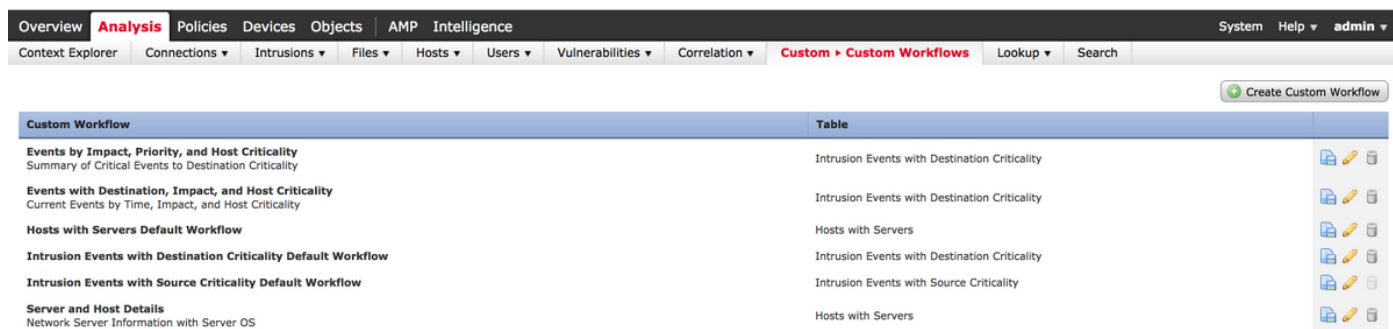 Overview Analysis Policies Devices Objects AMP Intelligence System Help admin
Context Explorer Connections Intrusions Files Hosts Users Vulnerabilities Correlation Custom Custom Workflows Lookup Search
Create Custom Workflow
Custom Workflow Table
Events by Impact, Priority, and Host Criticality
Summary of Critical Events to Destination Criticality
Intrusion Events with Destination Criticality
Events with Destination, Impact, and Host Criticality
Current Events by Time, Impact, and Host Criticality
Intrusion Events with Destination Criticality
Hosts with Servers Default Workflow Hosts with Servers
Intrusion Events with Destination Criticality Default Workflow Intrusion Events with Destination Criticality
Intrusion Events with Source Criticality Default Workflow Intrusion Events with Source Criticality
Server and Host Details
Network Server Information with Server OS
Hosts with Servers